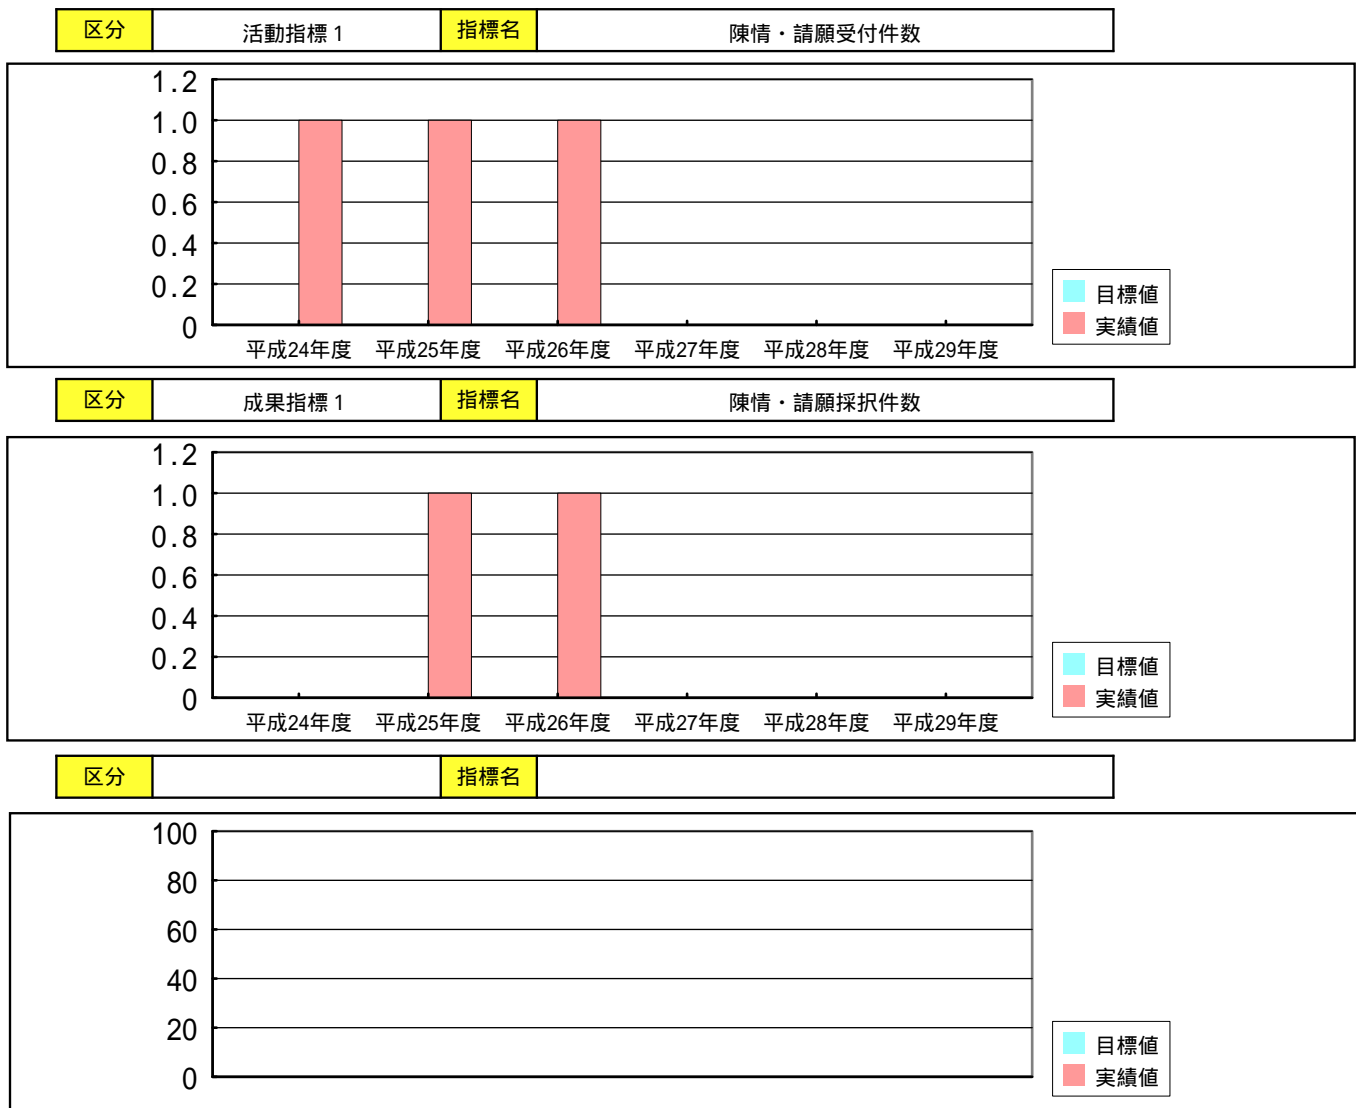 区分 活動指標1 指標名 陳情・請願受付件数
1.2
1.0
0.8
0.6
0.4
0.2
0
平成24年度 平成25年度 平成26年度 平成27年度 平成28年度 平成29年度
目標値
実績値
区分 成果指標1 指標名 陳情・請願採択件数
1.2
1.0
0.8
0.6
0.4
0.2
0
平成24年度 平成25年度 平成26年度 平成27年度 平成28年度 平成29年度
目標値
実績値
区分 指標名
100
80
60
40
20
0
目標値
実績値